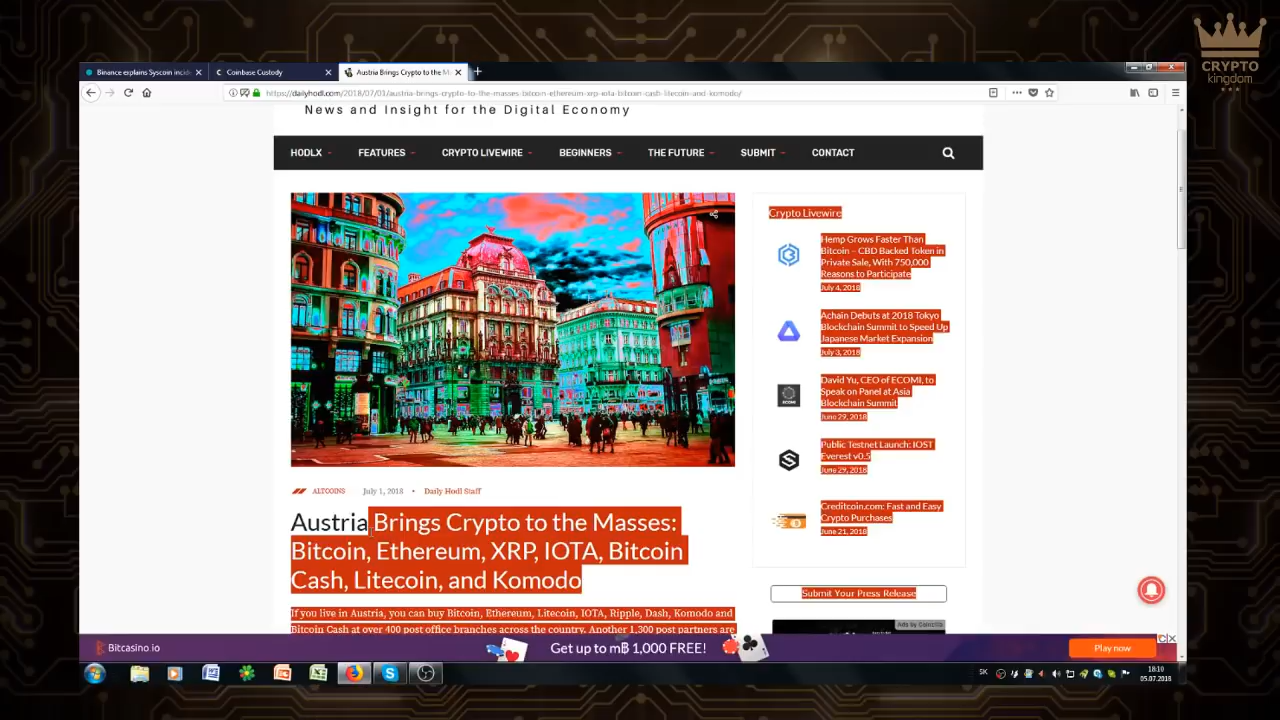 CRYPTO
kingdom
Binance explains Syscoin incid
Coinbase Custody
Austria Brings Crypto to the M
https://dailyhodl.com/2018/07/01/austria-brings-crypto-to-the-masses-bitcoin-ethereum-xrp-iota-bitcoin-cash-litecoin-and-komodo/
News and Insight for the Digital Economy
HODLX FEATURES CRYPTO LIVEWIRE BEGINNERS THE FUTURE SUBMIT CONTACT
Crypto Livewire
Hemp Grows Faster Than
Bitcoin – CBD Backed Token in
Private Sale, With 750,000
Reasons to Participate
July 4, 2018
Achain Debuts at 2018 Tokyo
Blockchain Summit to Speed Up
Japanese Market Expansion
July 3, 2018
David Yu, CEO of ECOMI, to
Speak on Panel at Asia
Blockchain Summit
June 29, 2018
ECOMI
Public Testnet Launch: IOST
Everest v0.5
June 29, 2018
Creditcoin.com: Fast and Easy
Crypto Purchases
June 21, 2018
Submit Your Press Release
Ads by Coinzilla
ALTCOINS July 1, 2018 • Daily Hodl Staff
Austria Brings Crypto to the Masses:
Bitcoin, Ethereum, XRP, IOTA, Bitcoin
Cash, Litecoin, and Komodo
If you live in Austria, you can buy Bitcoin, Ethereum, Litecoin, IOTA, Ripple, Dash, Komodo and
Bitcoin Cash at over 400 post office branches across the country. Another 1,300 post partners are
Bitcasino io
Get up to m฿ 1,000 FREE!
Play now
SK
18:10
05.07.2018